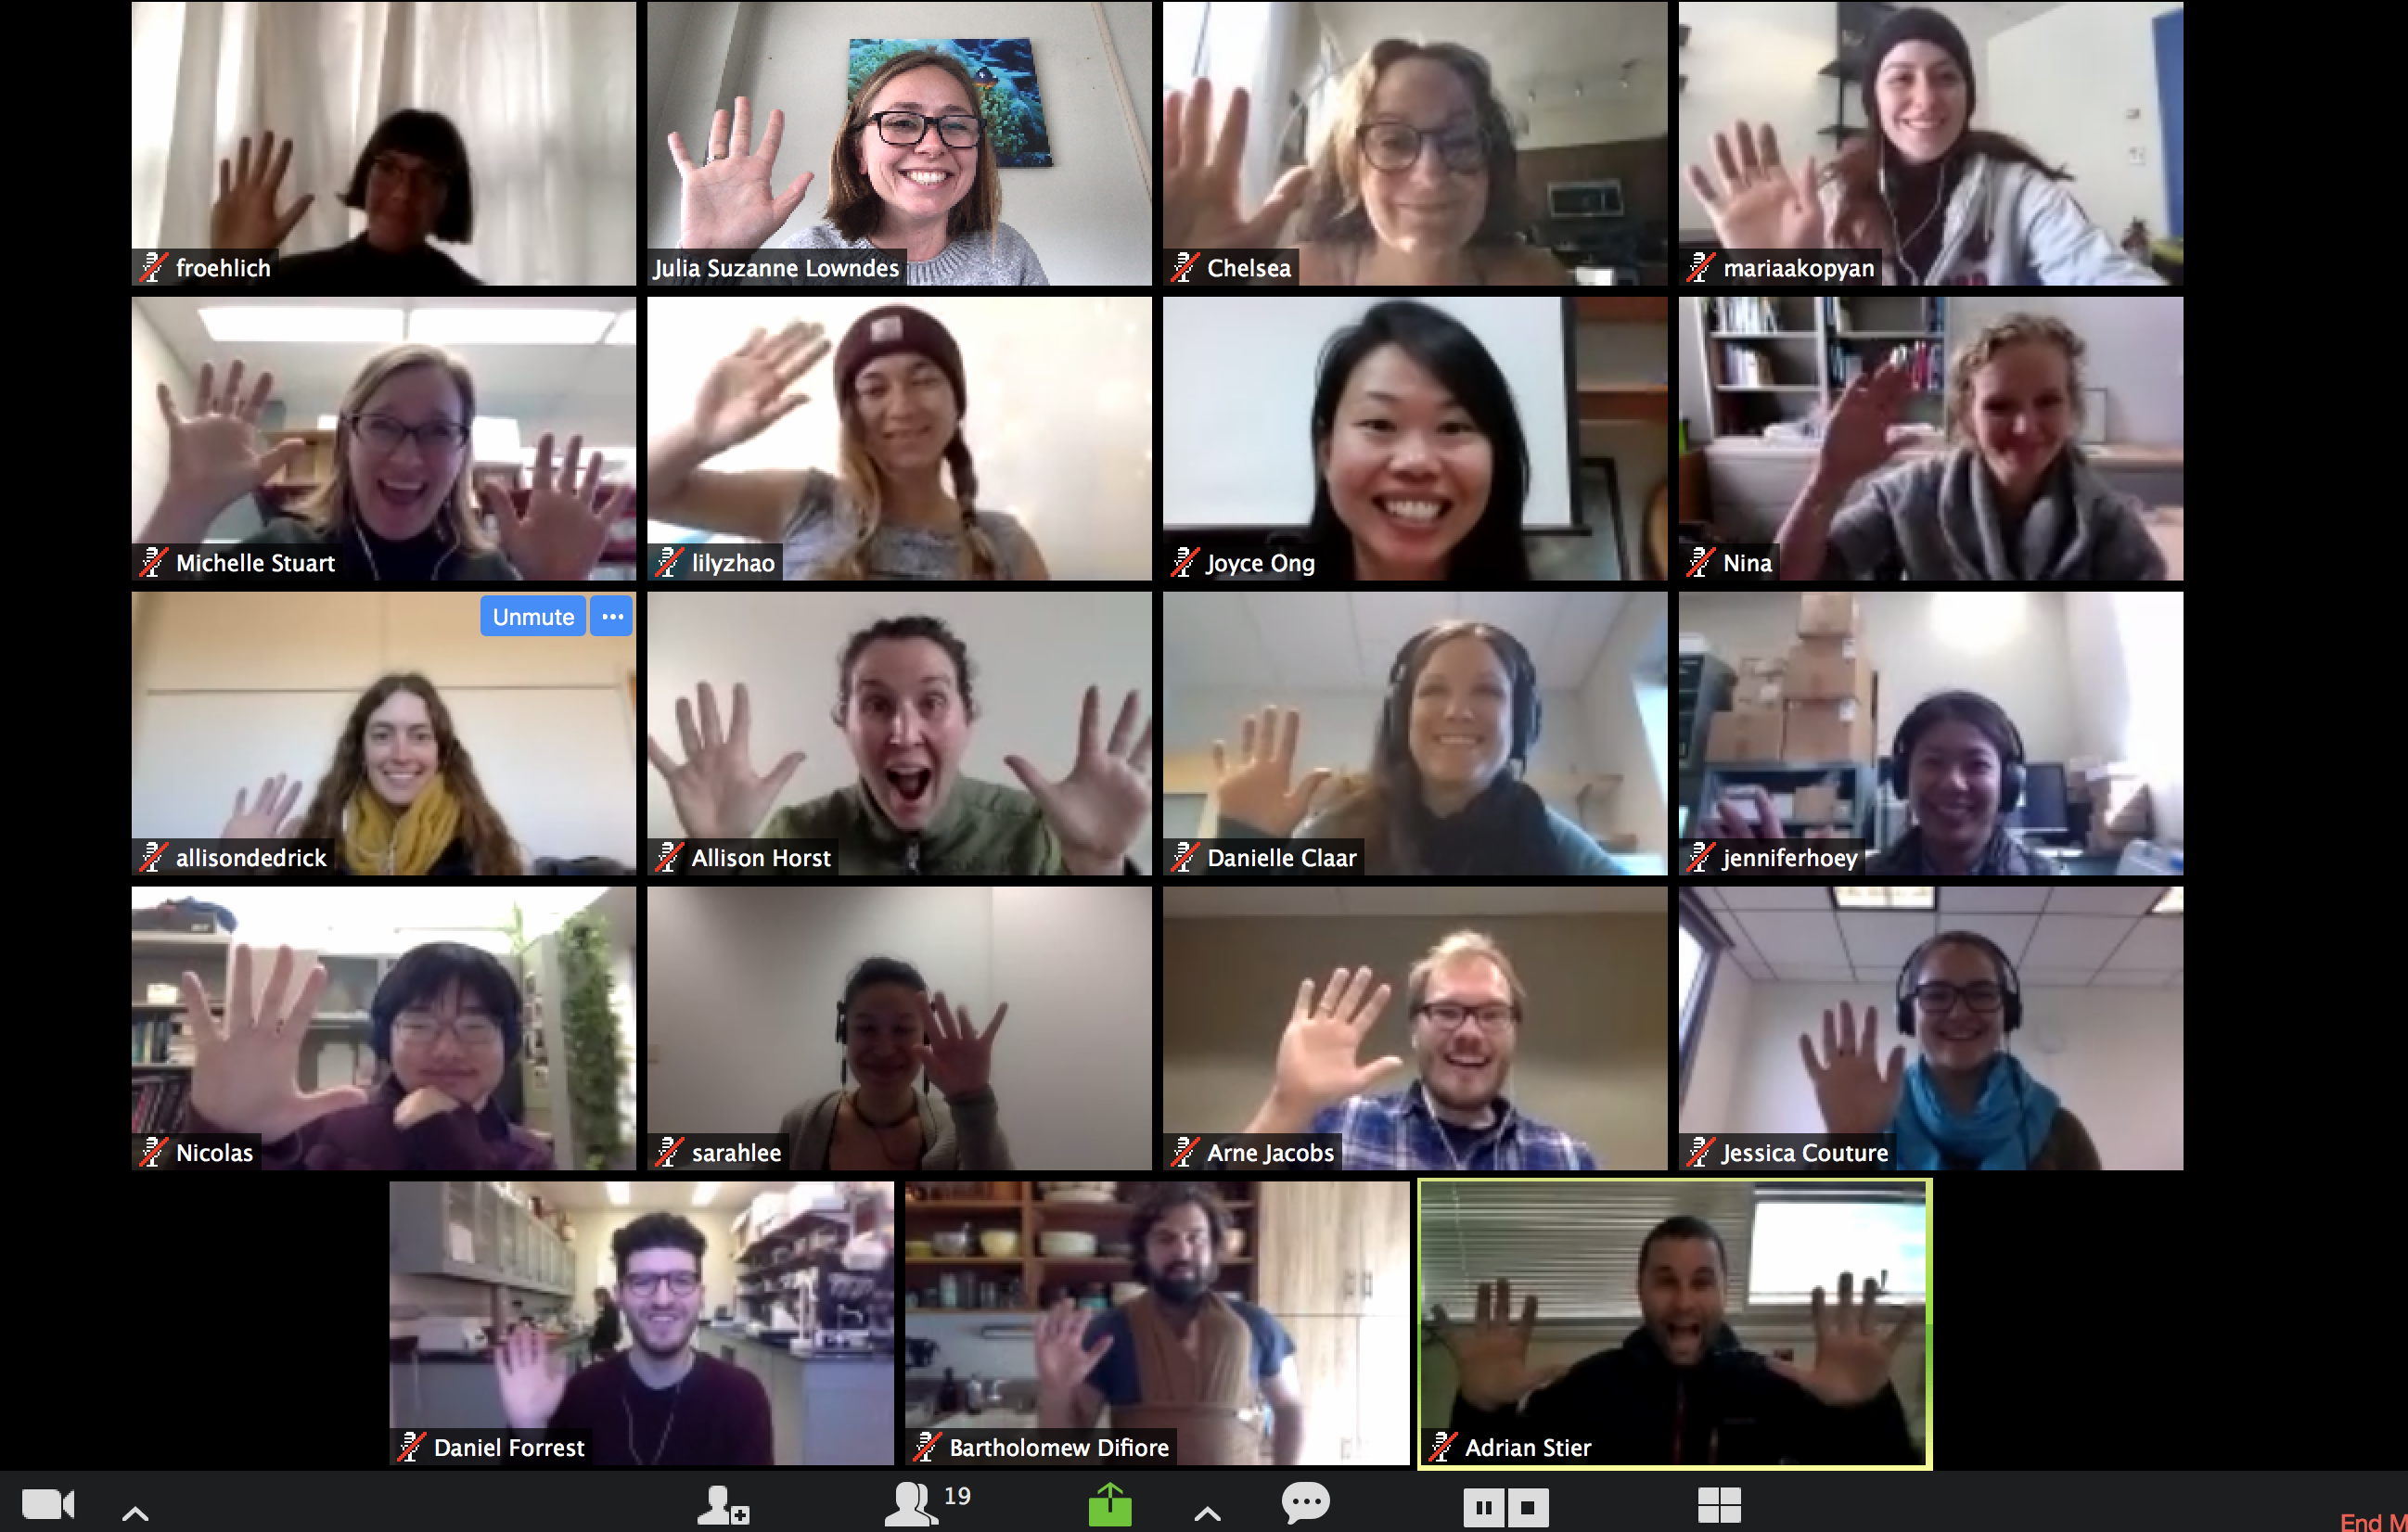 froehlich
Julia Suzanne Lowndes
Chelsea
mariaakopyan
Michelle Stuart
lilyzhao
Joyce Ong
Nina
Unmute
allisondedrick
Allison Horst
Danielle Claar
jenniferhoey
Nicolas
sarahlee
Arne Jacobs
Jessica Couture
Daniel Forrest
Bartholomew Difiore
Adrian Stier
19
End M